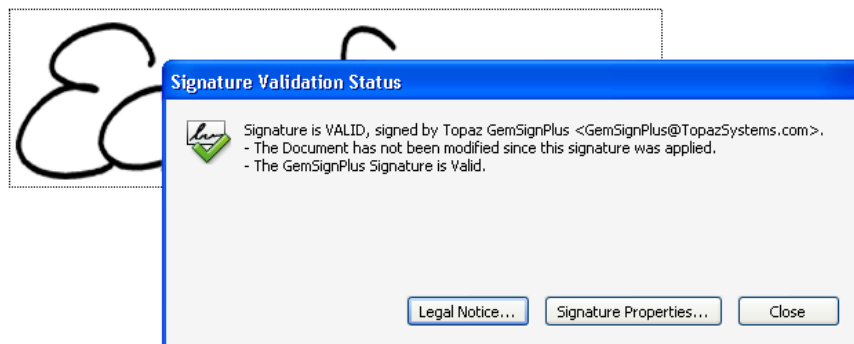 Signature Validation Status
Signature is VALID, signed by Topaz GemSignPlus <GemSignPlus@TopazSystems.com>.
- The Document has not been modified since this signature was applied.
- The GemSignPlus Signature is Valid.
Legal Notice... Signature Properties... Close